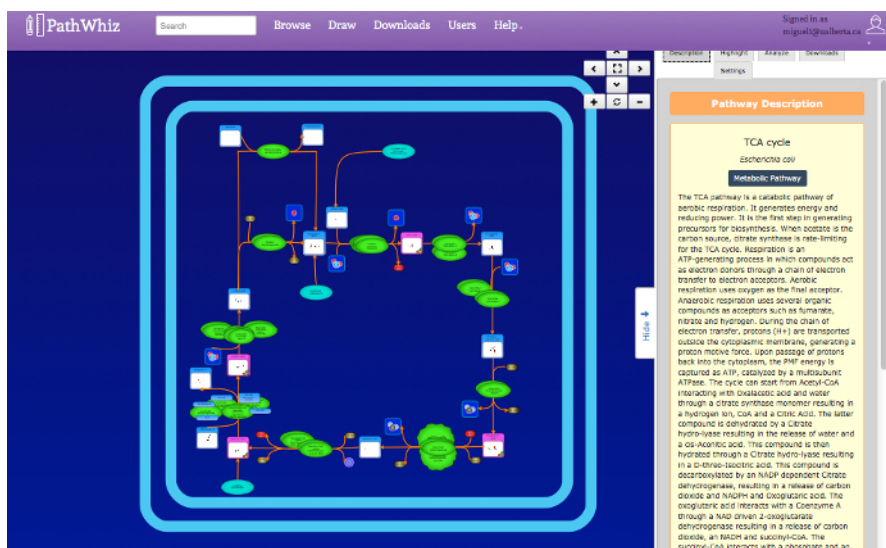 PathWhiz
Search
Browse
Draw
Downloads
Users
Help
Signed in as
miguelt@ualberta.ca
Description
Highlight
Analyze
Downloads
Settings
Hide
Pathway Description
TCA cycle
Escherichia coli
Metabolic Pathway
The TCA pathway is a catabolic pathway of
aerobic respiration. It generates energy and
reducing power. It is the first step in generating
precursors for biosynthesis. When acetate is the
carbon source, citrate synthase is rate-limiting
for the TCA cycle. Respiration is an
ATP-generating process in which compounds act
as electron donors through a chain of electron
transfer to electron acceptors. Aerobic
respiration uses oxygen as the final acceptor.
Anaerobic respiration uses several organic
compounds as acceptors such as fumarate,
nitrate and hydrogen. During the chain of
electron transfer, protons (H+) are transported
outside the cytoplasmic membrane, generating a
proton motive force. Upon passage of protons
back into the cytoplasm, the PMF energy is
captured as ATP, catalyzed by a multisubunit
ATPase. The cycle can start from Acetyl-CoA
interacting with Oxalacetic acid and water
through a citrate synthase monomer resulting in
a hydrogen ion, CoA and a Citric Acid. The latter
compound is dehydrated by a Citrate
hydro-lyase resulting in the release of water and
a cis-Aconitic acid. This compound is then
hydrated through a Citrate hydro-lyase resulting
in a D-threo-Isocitric acid. This compound is
decarboxylated by an NADP dependent Citrate
dehydrogenase, resulting in a release of carbon
dioxide and NADPH and Oxoglutaric acid. The
oxoglutaric acid interacts with a Coenzyme A
through a NAD driven 2-oxoglutarate
dehydrogenase resulting in a release of carbon
dioxide, an NADH and succinyl-CoA. The
succinyl-CoA interacts with a phosphate and an